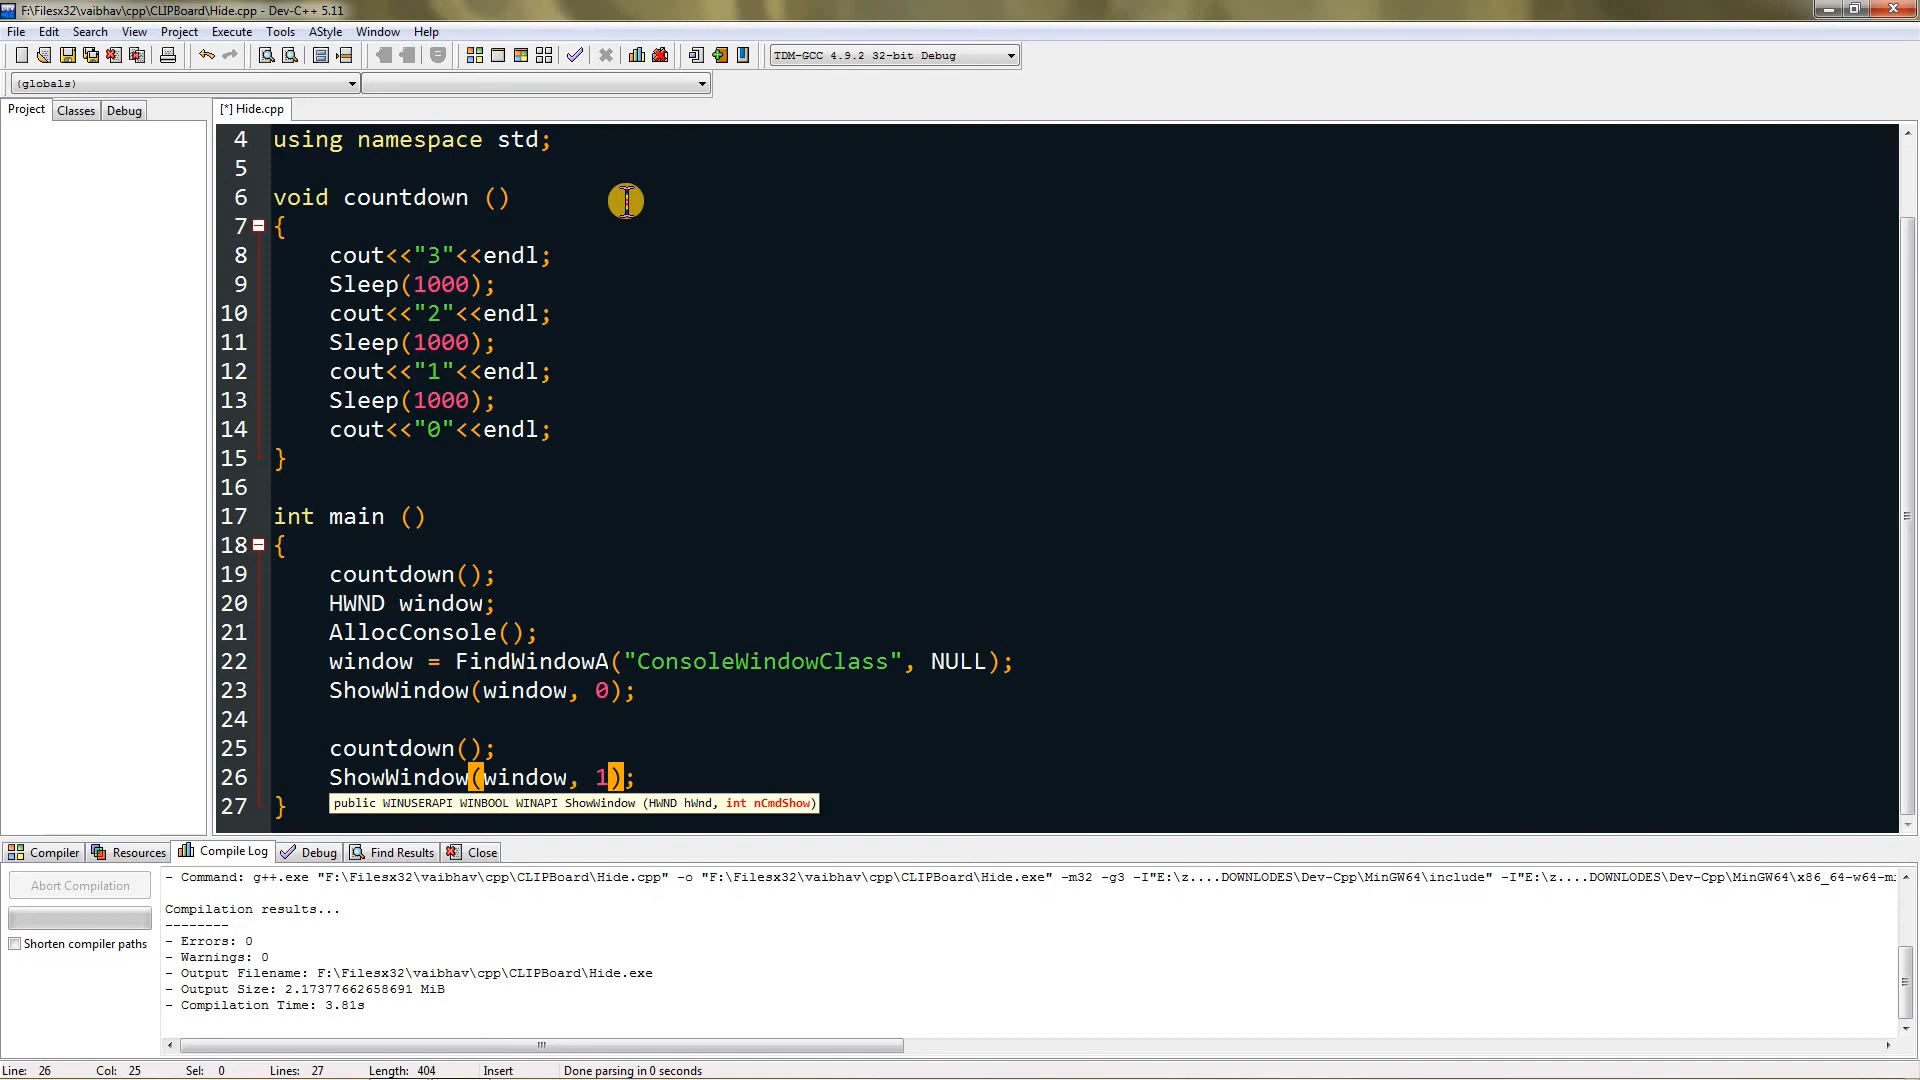 F:\Filesx32\vaibhav\cpp\CLIPBoard\Hide.cpp - Dev-C++ 5.11
File Edit Search View Project Execute Tools AStyle Window Help
TDM-GCC 4.9.2 32-bit Debug
(globals)
Project Classes Debug
[*] Hide.cpp
4 using namespace std;
5
6 void countdown ()
7 {
8 cout<<"3"<<endl;
9 Sleep(1000);
10 cout<<"2"<<endl;
11 Sleep(1000);
12 cout<<"1"<<endl;
13 Sleep(1000);
14 cout<<"0"<<endl;
15 }
16
17 int main ()
18 {
19 countdown();
20 HWND window;
21 AllocConsole();
22 window = FindWindowA("ConsoleWindowClass", NULL);
23 ShowWindow(window, 0);
24
25 countdown();
26 ShowWindow(window, 1);
27 }
public WINUSERAPI WINBOOL WINAPI ShowWindow (HWND hWnd, int nCmdShow)
Compiler Resources Compile Log Debug Find Results Close
Abort Compilation
Shorten compiler paths
- Command: g++.exe "F:\Filesx32\vaibhav\cpp\CLIPBoard\Hide.cpp" -o "F:\Filesx32\vaibhav\cpp\CLIPBoard\Hide.exe" -m32 -g3 -I"E:\z....DOWNLODES\Dev-Cpp\MinGW64\include" -I"E:\z....DOWNLODES\Dev-Cpp\MinGW64\x86_64-w64-mi
Compilation results...
--------
- Errors: 0
- Warnings: 0
- Output Filename: F:\Filesx32\vaibhav\cpp\CLIPBoard\Hide.exe
- Output Size: 2.17377662658691 MiB
- Compilation Time: 3.81s
Line: 26 Col: 25 Sel: 0 Lines: 27 Length: 404 Insert Done parsing in 0 seconds